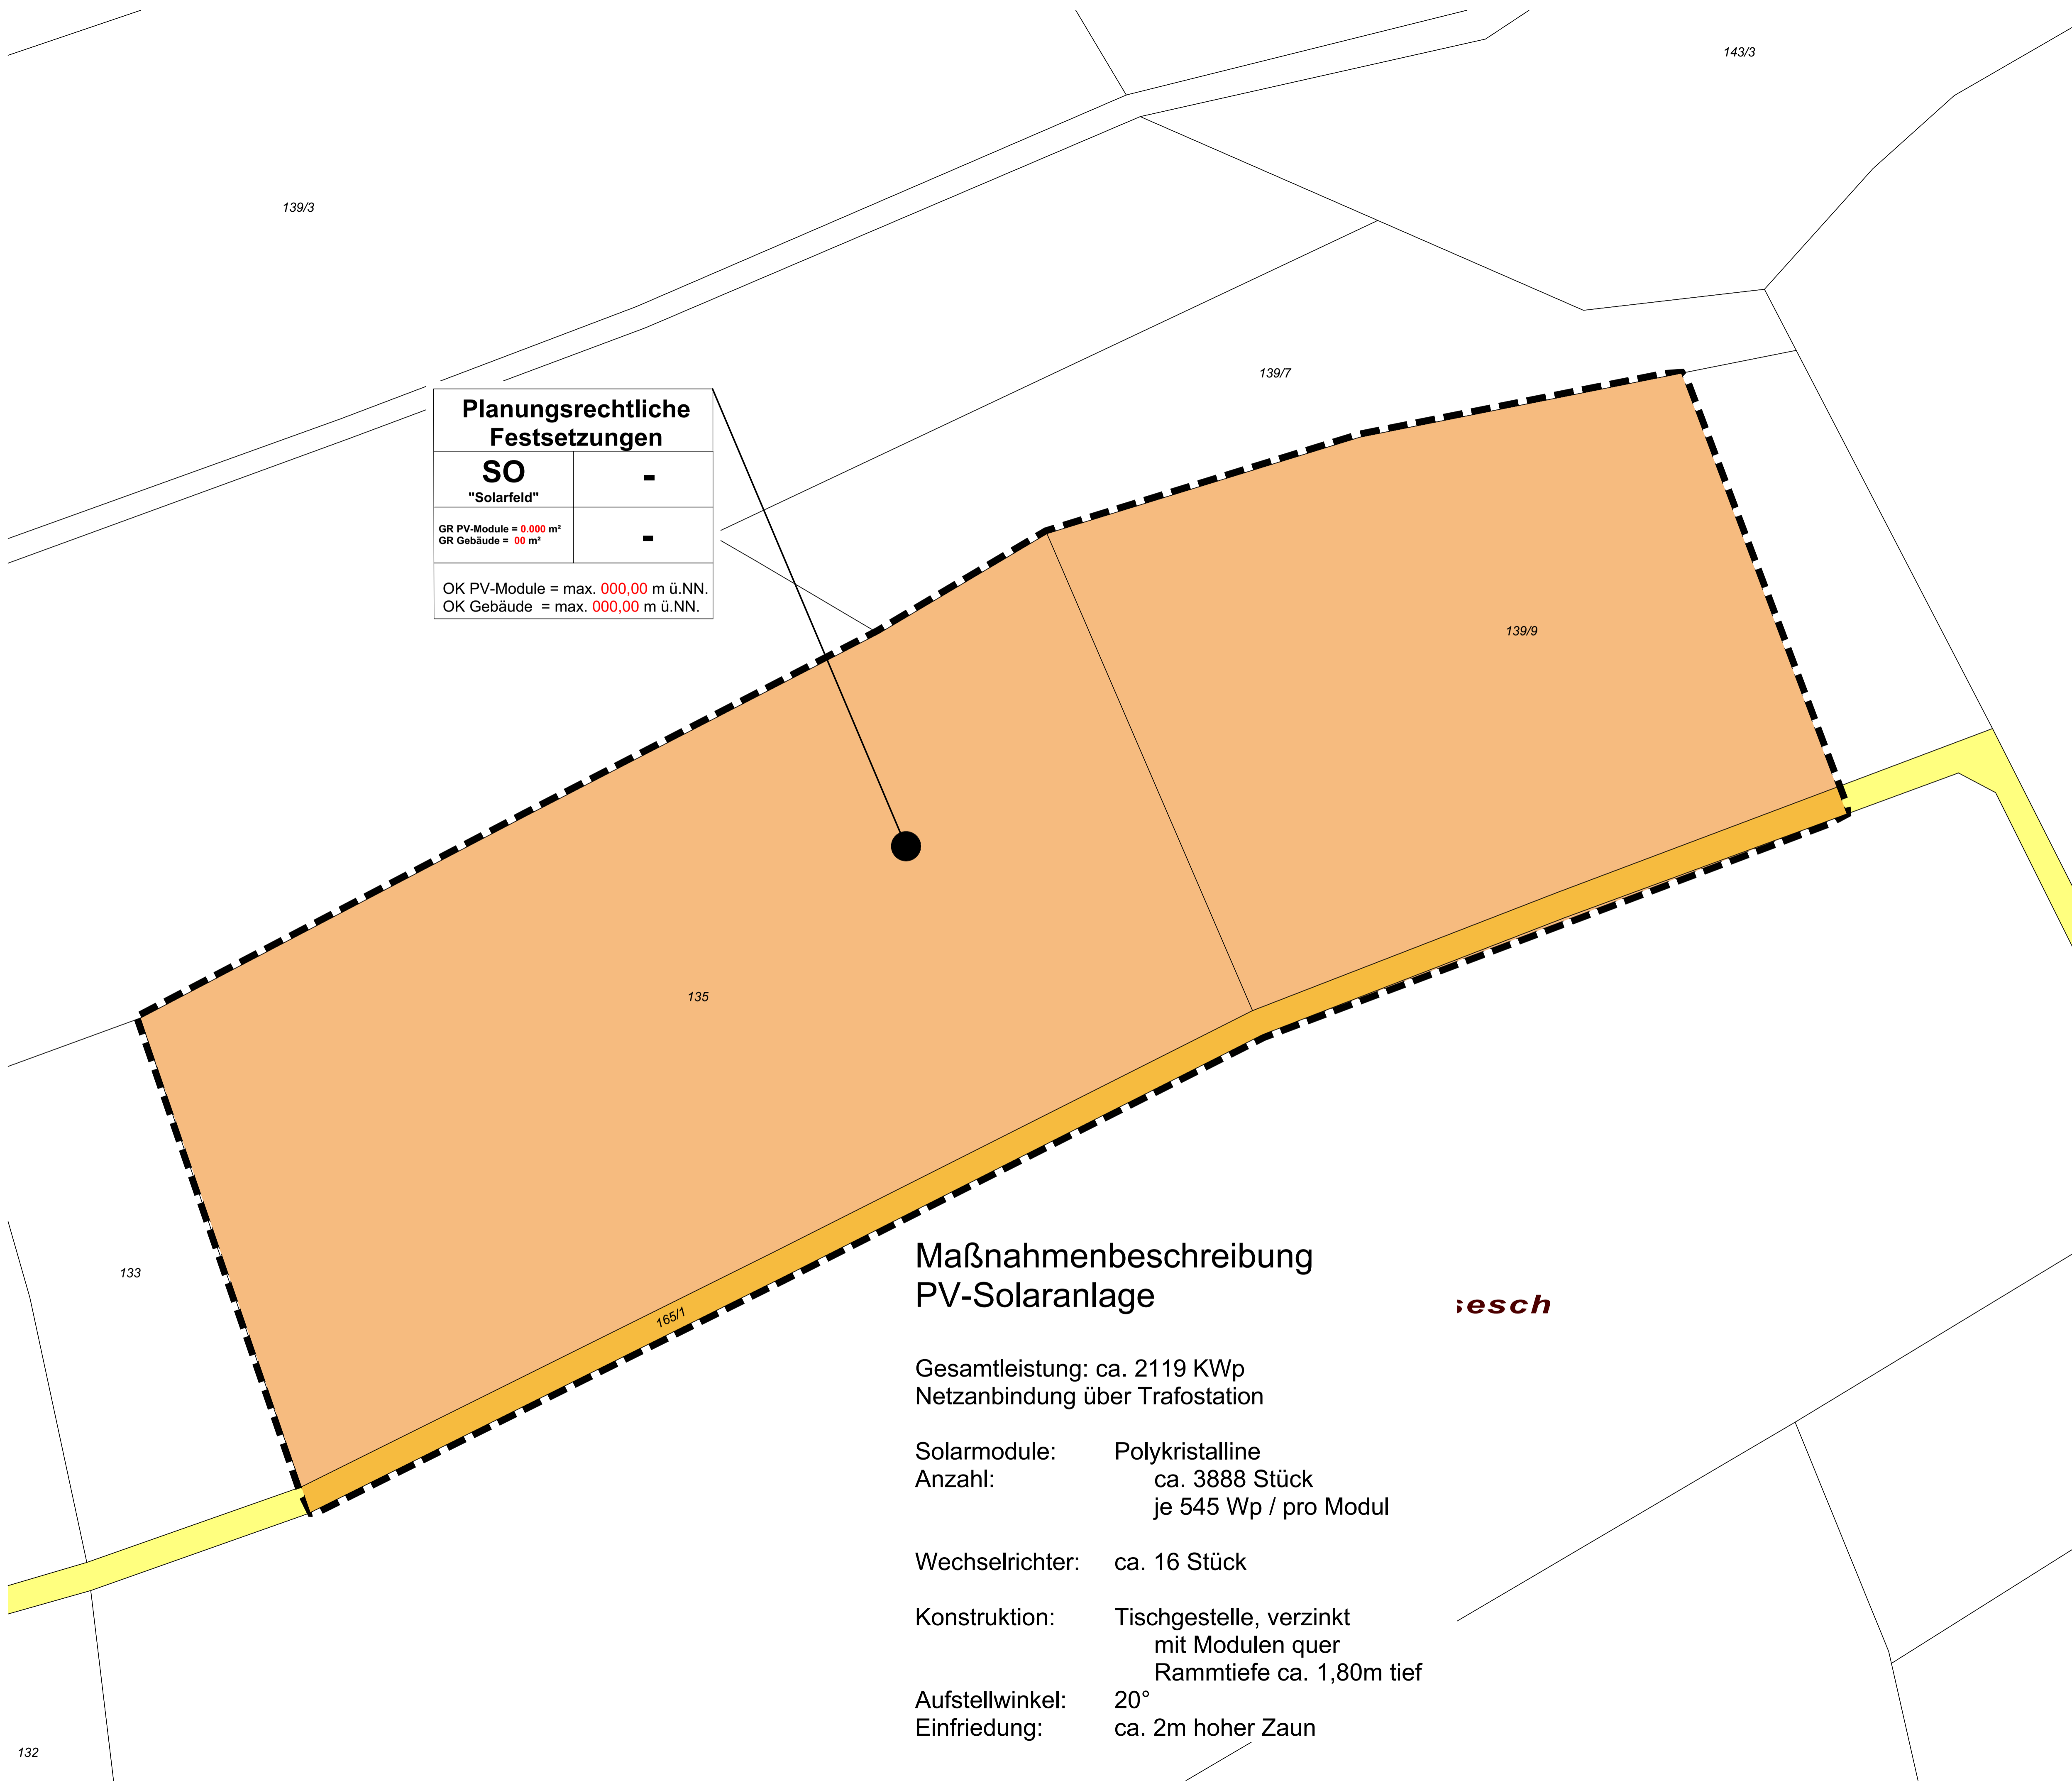 143/3
139/3
139/7
Planungsrechtliche
Festsetzungen
SO
"Solarfeld"
-
GR PV-Module = 0.000 m²
GR Gebäude = 00 m²
-
OK PV-Module = max. 000,00 m ü.NN.
OK Gebäude = max. 000,00 m ü.NN.
139/9
135
133
165/1
Maßnahmenbeschreibung
PV-Solaranlage
Gesamtleistung: ca. 2119 KWp
Netzanbindung über Trafostation
Solarmodule: Polykristalline
Anzahl: ca. 3888 Stück
je 545 Wp / pro Modul
Wechselrichter: ca. 16 Stück
Konstruktion: Tischgestelle, verzinkt
mit Modulen quer
Rammtiefe ca. 1,80m tief
Aufstellwinkel: 20°
Einfriedung: ca. 2m hoher Zaun
132